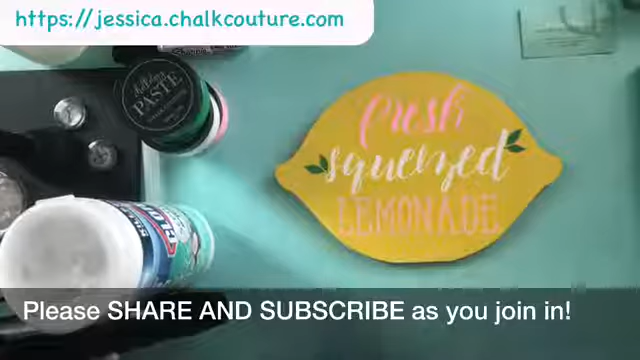 https://jessica.chalkcouture.com
PASTE
fresh
squeezed
LEMONADE
Please SHARE AND SUBSCRIBE as you join in!